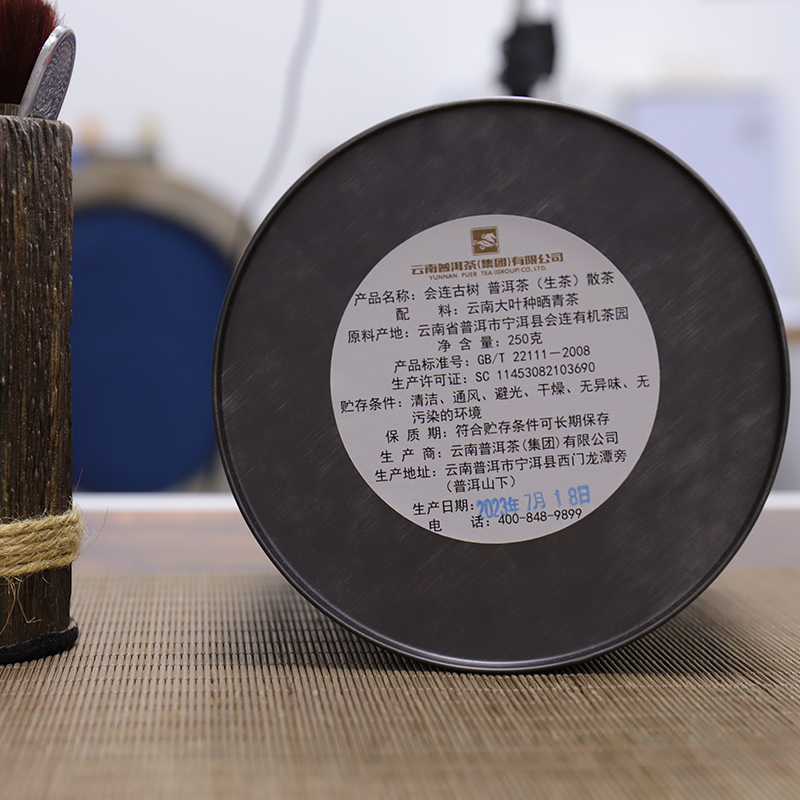 云南普洱茶(集团)有限公司
YUNNAN PUER TEA (GROUP) CO., LTD.
产品名称：会连古树 普洱茶（生茶）散茶
配 料：云南大叶种晒青茶
原料产地：云南省普洱市宁洱县会连有机茶园
净 含 量：250克
产品标准号：GB/T 22111—2008
生产许可证：SC 11453082103690
贮存条件：清洁、通风、避光、干燥、无异味、无
污染的环境
保 质 期：符合贮存条件可长期保存
生 产 商：云南普洱茶(集团)有限公司
生产地址：云南普洱市宁洱县西门龙潭旁
（普洱山下）
生产日期：2023年 7月 18日
电 话：400-848-9899